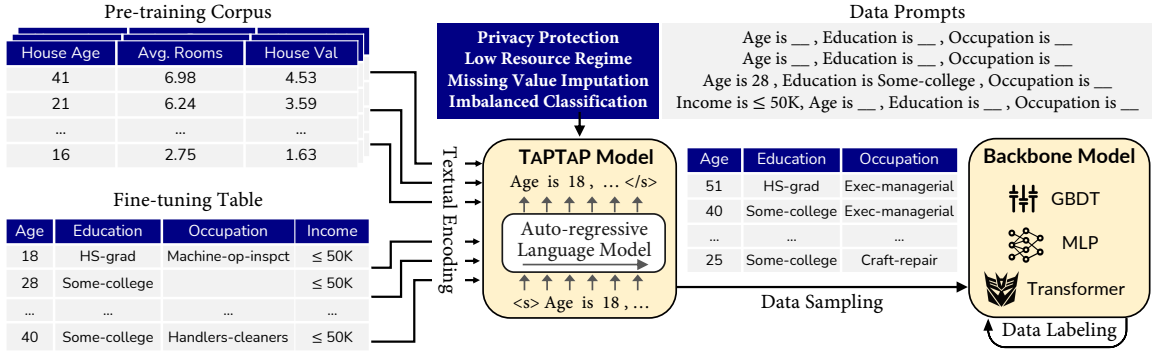 Pre-training Corpus
House Age Avg. Rooms House Val
41 6.98 4.53
21 6.24 3.59
... ... ...
16 2.75 1.63
Fine-tuning Table
Age Education Occupation Income
18 HS-grad Machine-op-inspct ≤ 50K
28 Some-college ≤ 50K
... ... ... ...
40 Some-college Handlers-cleaners ≤ 50K
Textual Encoding
Privacy Protection
Low Resource Regime
Missing Value Imputation
Imbalanced Classification
Data Prompts
Age is __ , Education is __ , Occupation is __
Age is __ , Education is __ , Occupation is __
Age is 28 , Education is Some-college , Occupation is __
Income is ≤ 50K, Age is __ , Education is __ , Occupation is __
TAPTAP Model
Age is 18 , ... </s>
Auto-regressive
Language Model
<s> Age is 18 , ...
Age Education Occupation
51 HS-grad Exec-managerial
40 Some-college Exec-managerial
... ... ...
25 Some-college Craft-repair
Data Sampling
Backbone Model
GBDT
MLP
Transformer
Data Labeling